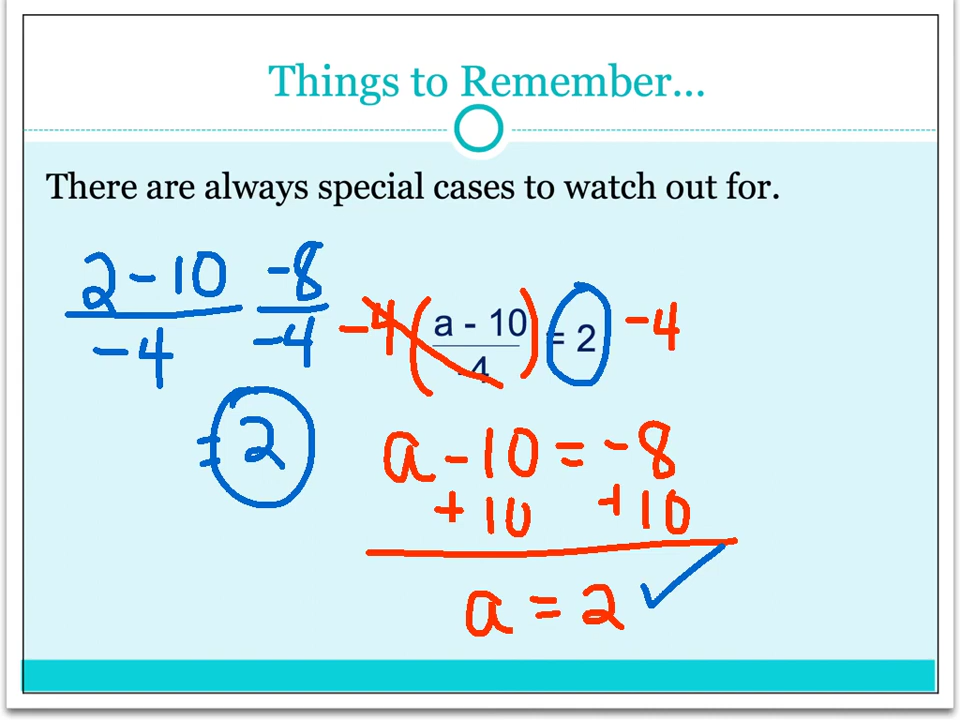 Things to Remember...
There are always special cases to watch out for.
2 - 10
-4
-8
-4
= 2
-4 ( a - 10 ) = 2 -4
-4
a - 10 = -8
+ 10 +10
a = 2 ✓